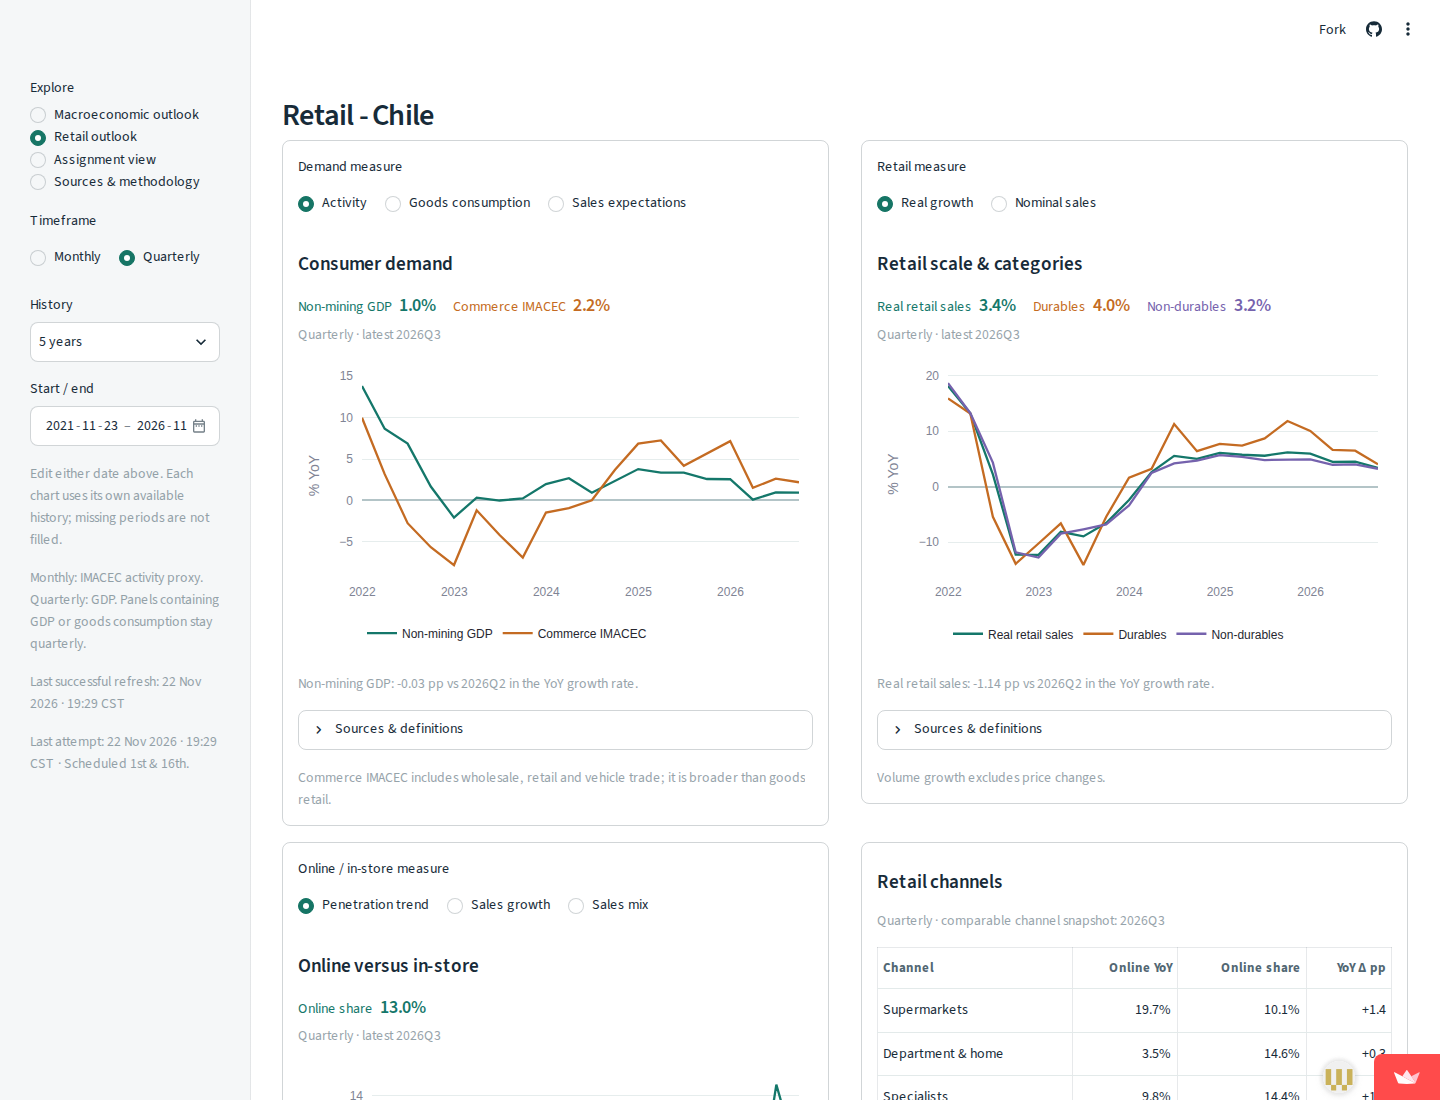 Fork
Explore
Macroeconomic outlook
Retail outlook
Assignment view
Sources & methodology
Timeframe
Monthly Quarterly
History
5 years
Start / end
2021-11-23 – 2026-11
Edit either date above. Each
chart uses its own available
history; missing periods are not
filled.
Monthly: IMACEC activity proxy.
Quarterly: GDP. Panels containing
GDP or goods consumption stay
quarterly.
Last successful refresh: 22 Nov
2026 · 19:29 CST
Last attempt: 22 Nov 2026 · 19:29
CST · Scheduled 1st & 16th.
Retail - Chile
Demand measure
Activity Goods consumption Sales expectations
Consumer demand
Non-mining GDP 1.0% Commerce IMACEC 2.2%
Quarterly · latest 2026Q3
15
10
5
0
−5
% YoY
2022 2023 2024 2025 2026
Non-mining GDP Commerce IMACEC
Non-mining GDP: -0.03 pp vs 2026Q2 in the YoY growth rate.
Sources & definitions
Commerce IMACEC includes wholesale, retail and vehicle trade; it is broader than goods
retail.
Retail measure
Real growth Nominal sales
Retail scale & categories
Real retail sales 3.4% Durables 4.0% Non-durables 3.2%
Quarterly · latest 2026Q3
20
10
0
−10
% YoY
2022 2023 2024 2025 2026
Real retail sales Durables Non-durables
Real retail sales: -1.14 pp vs 2026Q2 in the YoY growth rate.
Sources & definitions
Volume growth excludes price changes.
Online / in-store measure
Penetration trend Sales growth Sales mix
Online versus in-store
Online share 13.0%
Quarterly · latest 2026Q3
14
Retail channels
Quarterly · comparable channel snapshot: 2026Q3
Channel Online YoY Online share YoY Δ pp
Supermarkets 19.7% 10.1% +1.4
Department & home 3.5% 14.6% +0.3
Specialists 9.8% 14.4%